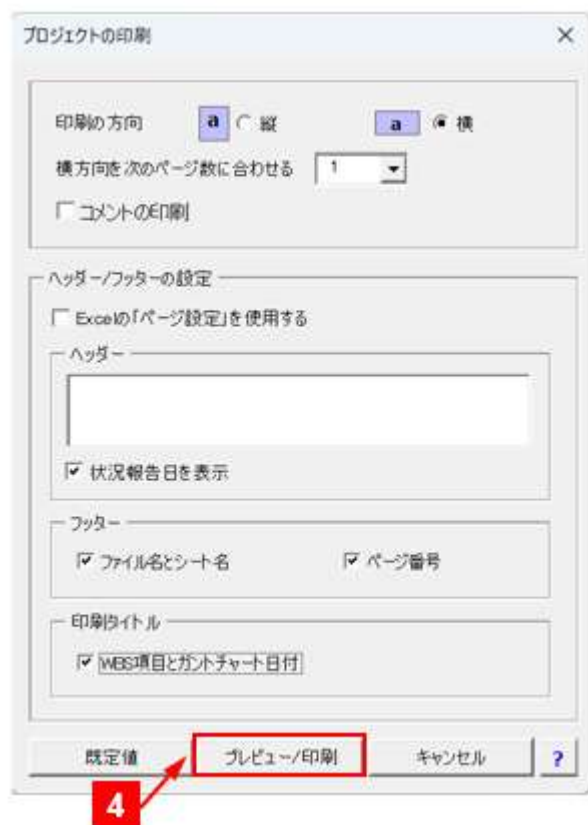 プロジェクトの印刷
印刷の方向 a 縦 a 横
横方向を次のページ数に合わせる 1
コメントの印刷
ヘッダー/フッターの設定
Excelの「ページ設定」を使用する
ヘッダー
状況報告日を表示
フッター
ファイル名とシート名 ページ番号
印刷タイトル
WBS項目とガントチャート日付
既定値 プレビュー/印刷 キャンセル ?
4